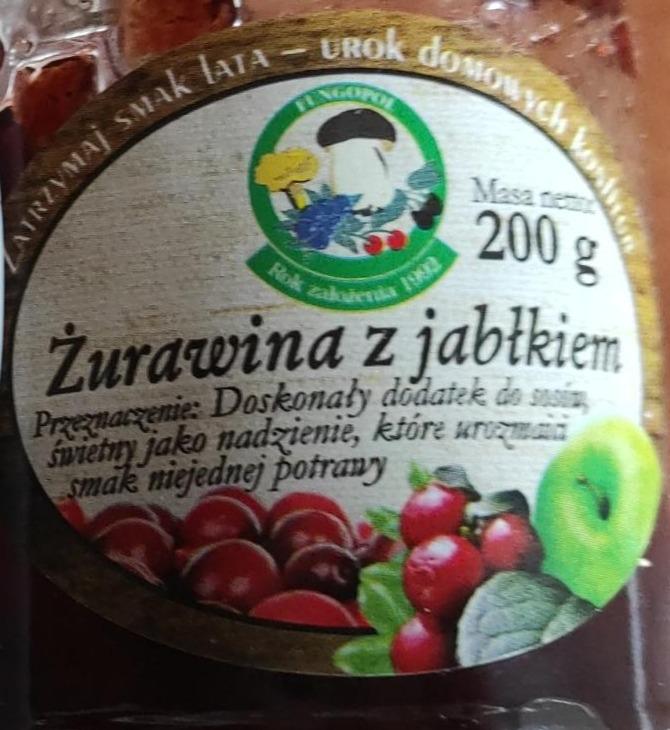 Zatrzymaj smak lata – urok domowych
FUNGOPOL
Rok założenia 1992
Masa netto:
200 g
Żurawina z jabłkiem
Przeznaczenie: Doskonały dodatek do sosów,
świetny jako nadzienie, które urozmaici
smak niejednej potrawy